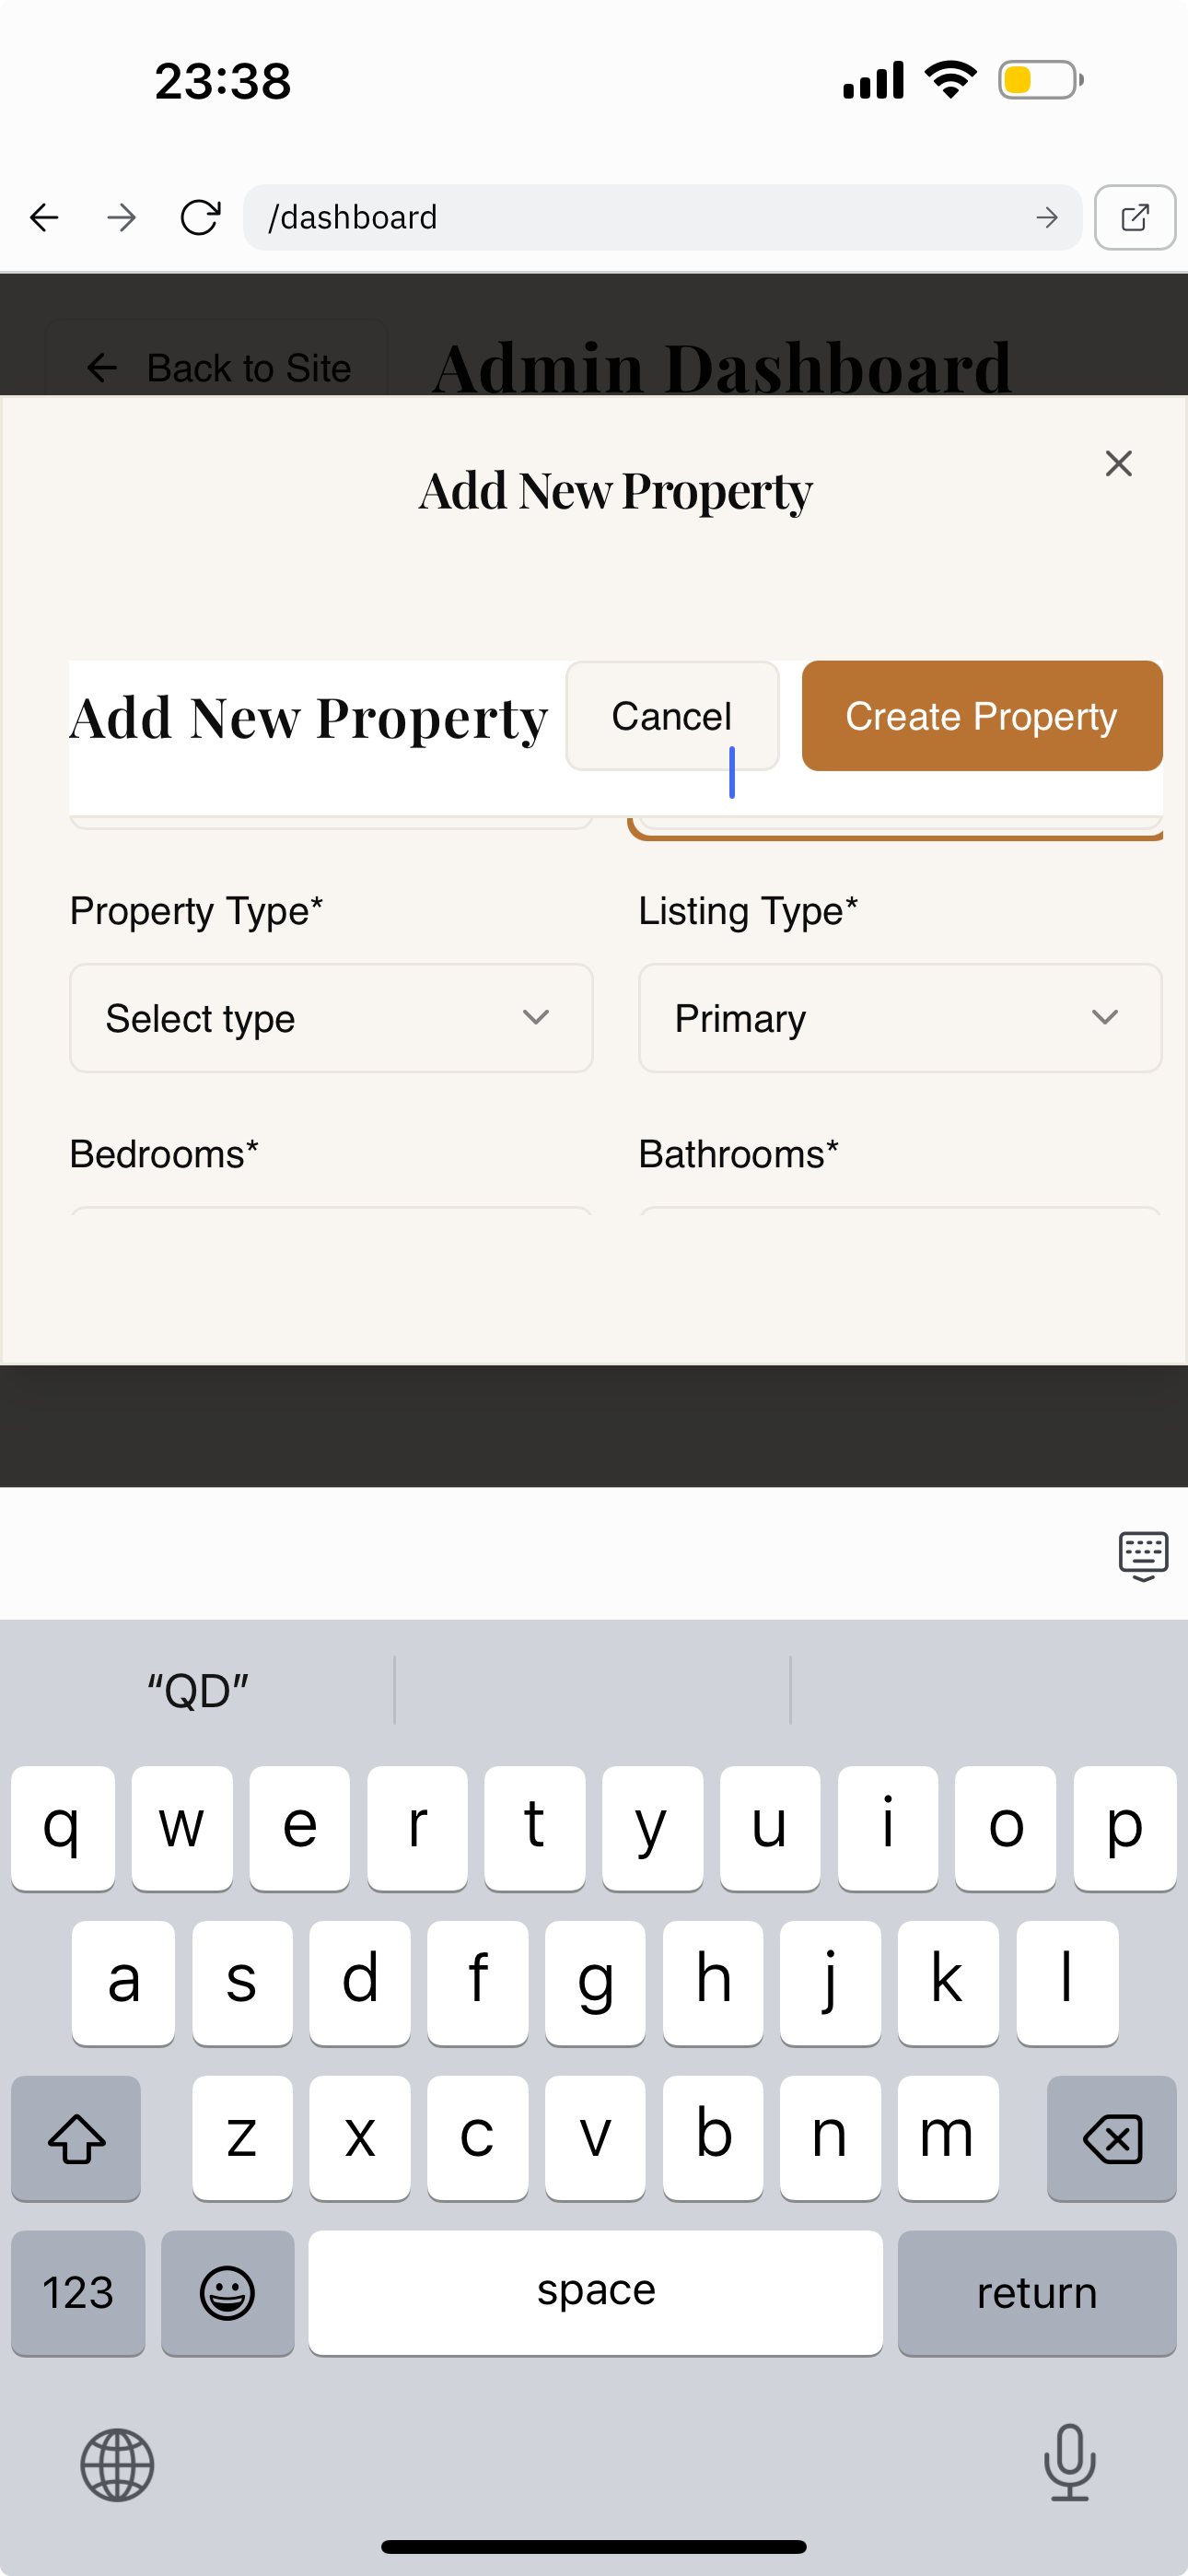 23:38
/dashboard
Back to Site
Admin Dashboard
Add New Property
Add New Property
Cancel
Create Property
Property Type*
Listing Type*
Select type
Primary
Bedrooms*
Bathrooms*
“QD”
q w e r t y u i o p
a s d f g h j k l
z x c v b n m
123
space
return